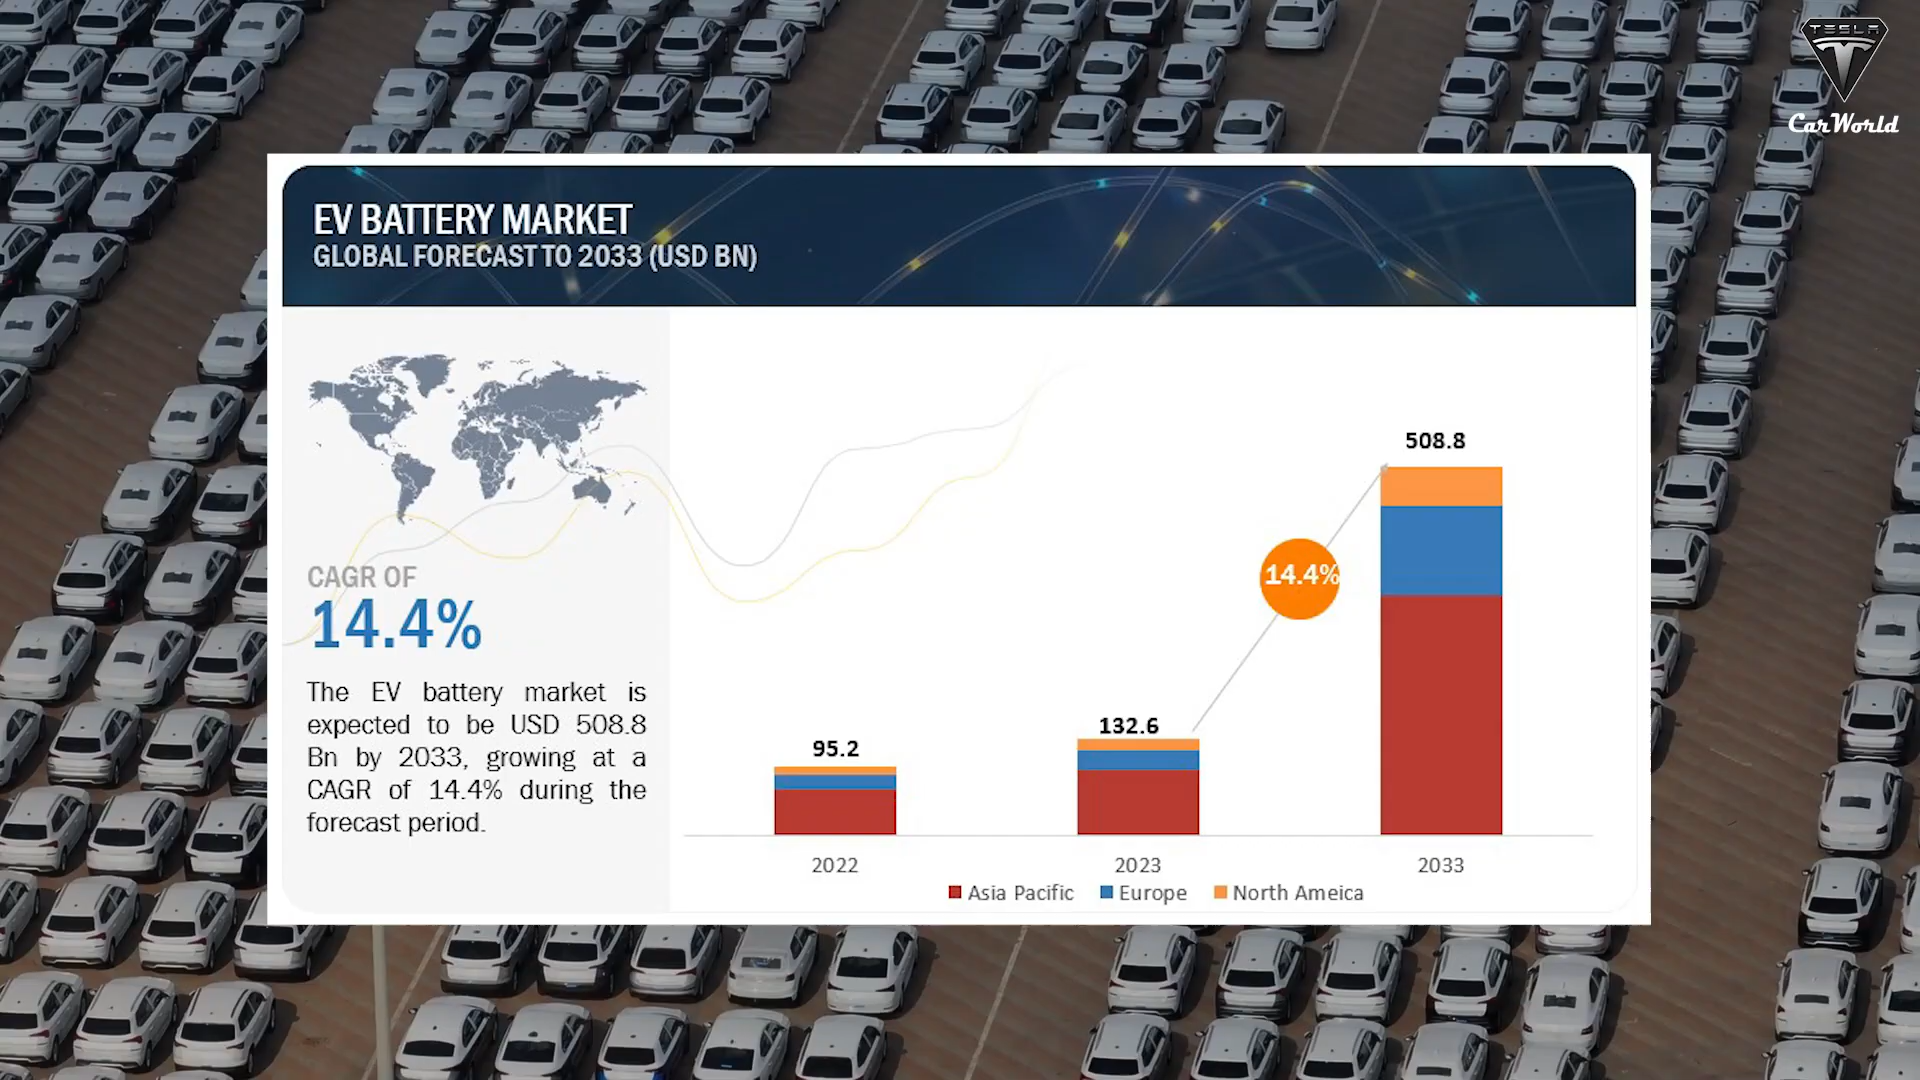 TESLA
CarWorld
EV BATTERY MARKET
GLOBAL FORECAST TO 2033 (USD BN)
CAGR OF
14.4%
The EV battery market is
expected to be USD 508.8
Bn by 2033, growing at a
CAGR of 14.4% during the
forecast period.
508.8
14.4%
132.6
95.2
2022 2023 2033
Asia Pacific Europe North Ameica